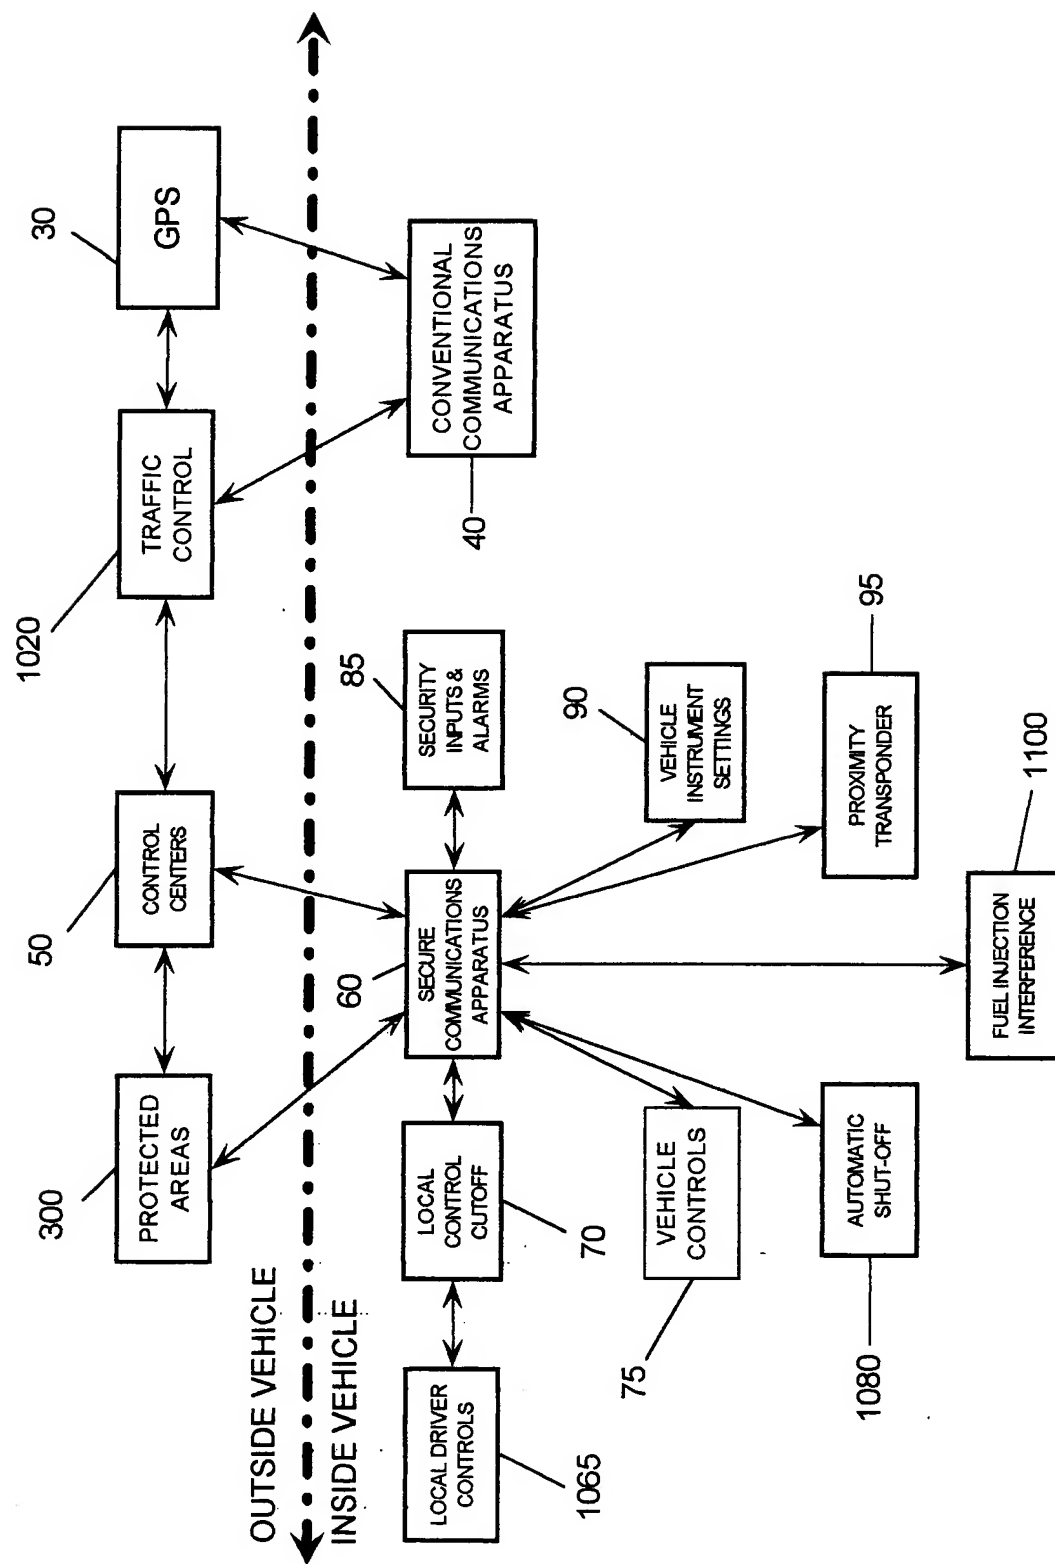 30
GPS
1020
TRAFFIC
CONTROL
50
CONTROL
CENTERS
300
PROTECTED
AREAS
OUTSIDE VEHICLE
INSIDE VEHICLE
CONVENTIONAL
COMMUNICATIONS
APPARATUS
40
85
SECURITY
INPUTS &
ALARMS
60
SECURE
COMMUNICATIONS
APPARATUS
LOCAL
CONTROL
CUTOFF
70
LOCAL DRIVER
CONTROLS
1065
90
VEHICLE
INSTRUMENT
SETTINGS
95
PROXIMITY
TRANSPONDER
1100
FUEL INJECTION
INTERFERENCE
VEHICLE
CONTROLS
75
AUTOMATIC
SHUT-OFF
1080